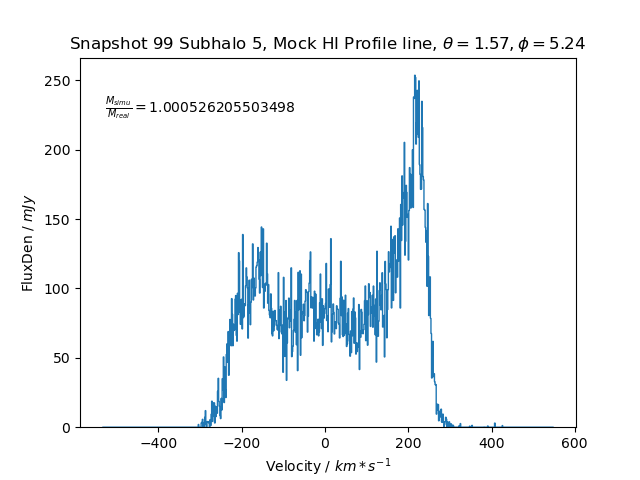 Snapshot 99 Subhalo 5, Mock HI Profile line, θ = 1.57, ϕ = 5.24
M_simu/M_real = 1.000526205503498
FluxDen / mJy
250
200
150
100
50
0
−400 −200 0 200 400 600
Velocity / km * s⁻¹